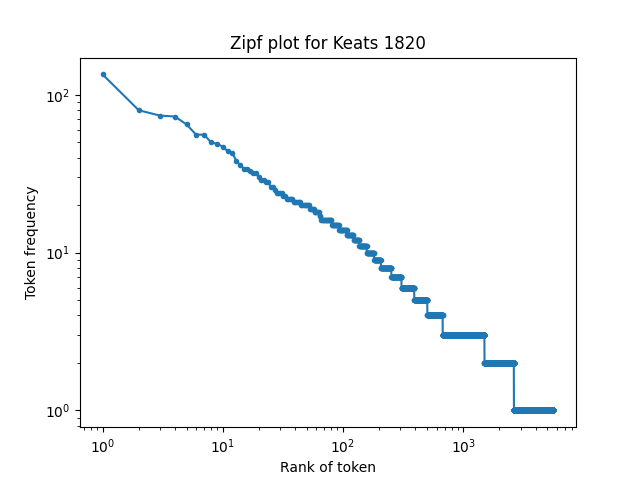 Zipf plot for Keats 1820
Token frequency
10²
10¹
10⁰
10⁰ 10¹ 10² 10³
Rank of token